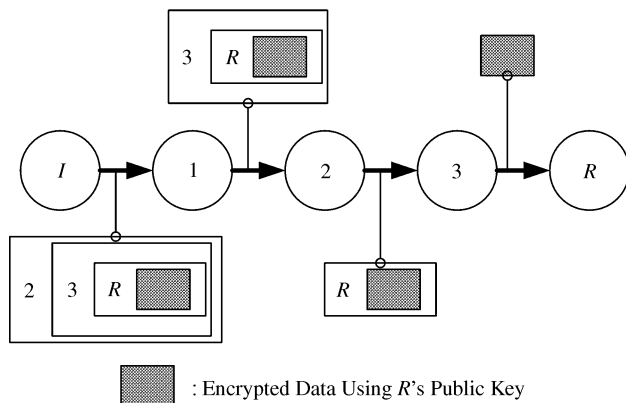 3 R
I 1 2 3 R
2 3 R
R
: Encrypted Data Using R's Public Key